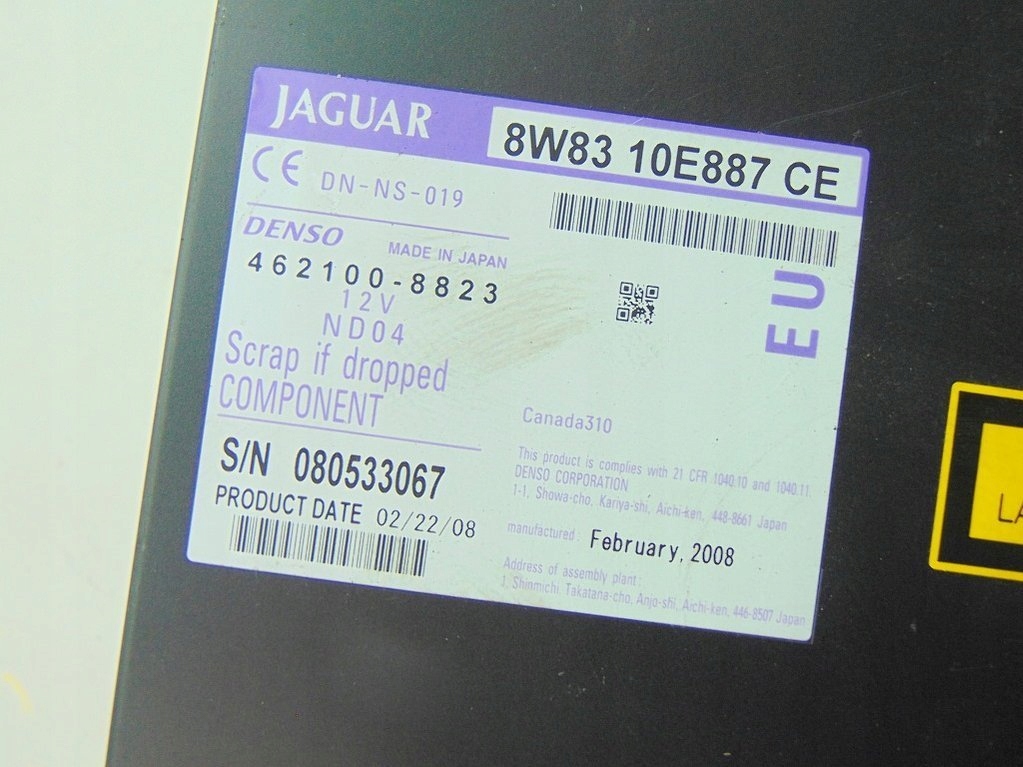 JAGUAR
8W83 10E887 CE
CE DN-NS-019
DENSO MADE IN JAPAN
462100-8823
12V
ND04
Scrap if dropped
COMPONENT
S/N 080533067
PRODUCT DATE 02/22/08
EU
Canada310
This product is complies with 21 CFR 1040.10 and 1040.11.
DENSO CORPORATION
1-1, Showa-cho, Kariya-shi, Aichi-ken, 448-8661 Japan
manufactured: February, 2008
Address of assembly plant:
1, Shinmichi, Takatana-cho, Anjo-shi, Aichi-ken, 446-8507 Japan